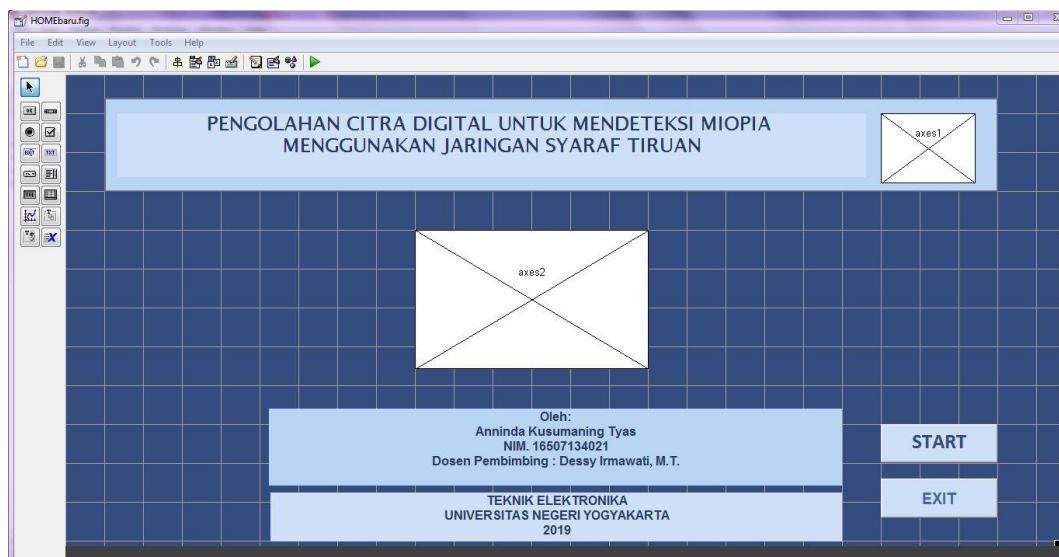 HOMEbaru.fig
File Edit View Layout Tools Help
PENGOLAHAN CITRA DIGITAL UNTUK MENDETEKSI MIOPIA
MENGGUNAKAN JARINGAN SYARAF TIRUAN
axes1
axes2
Oleh:
Anninda Kusumaning Tyas
NIM. 16507134021
Dosen Pembimbing : Dessy Irmawati, M.T.
START
TEKNIK ELEKTRONIKA
UNIVERSITAS NEGERI YOGYAKARTA
2019
EXIT